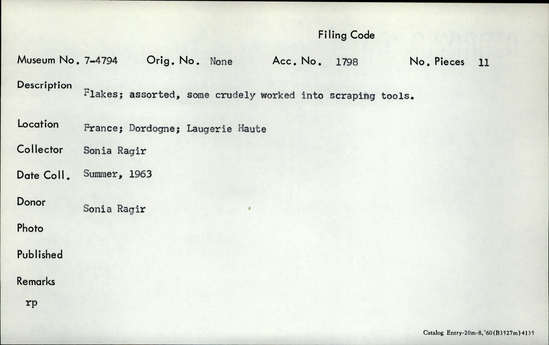 Filing Code
Museum No. 7-4794 Orig. No. None Acc. No. 1798 No. Pieces 11
Description Flakes; assorted, some crudely worked into scraping tools.
Location France; Dordogne; Laugerie Haute
Collector Sonia Ragir
Date Coll. Summer, 1963
Donor Sonia Ragir
Photo
Published
Remarks
rp
Catalog Entry-20m-8,'60(B1927m)4139